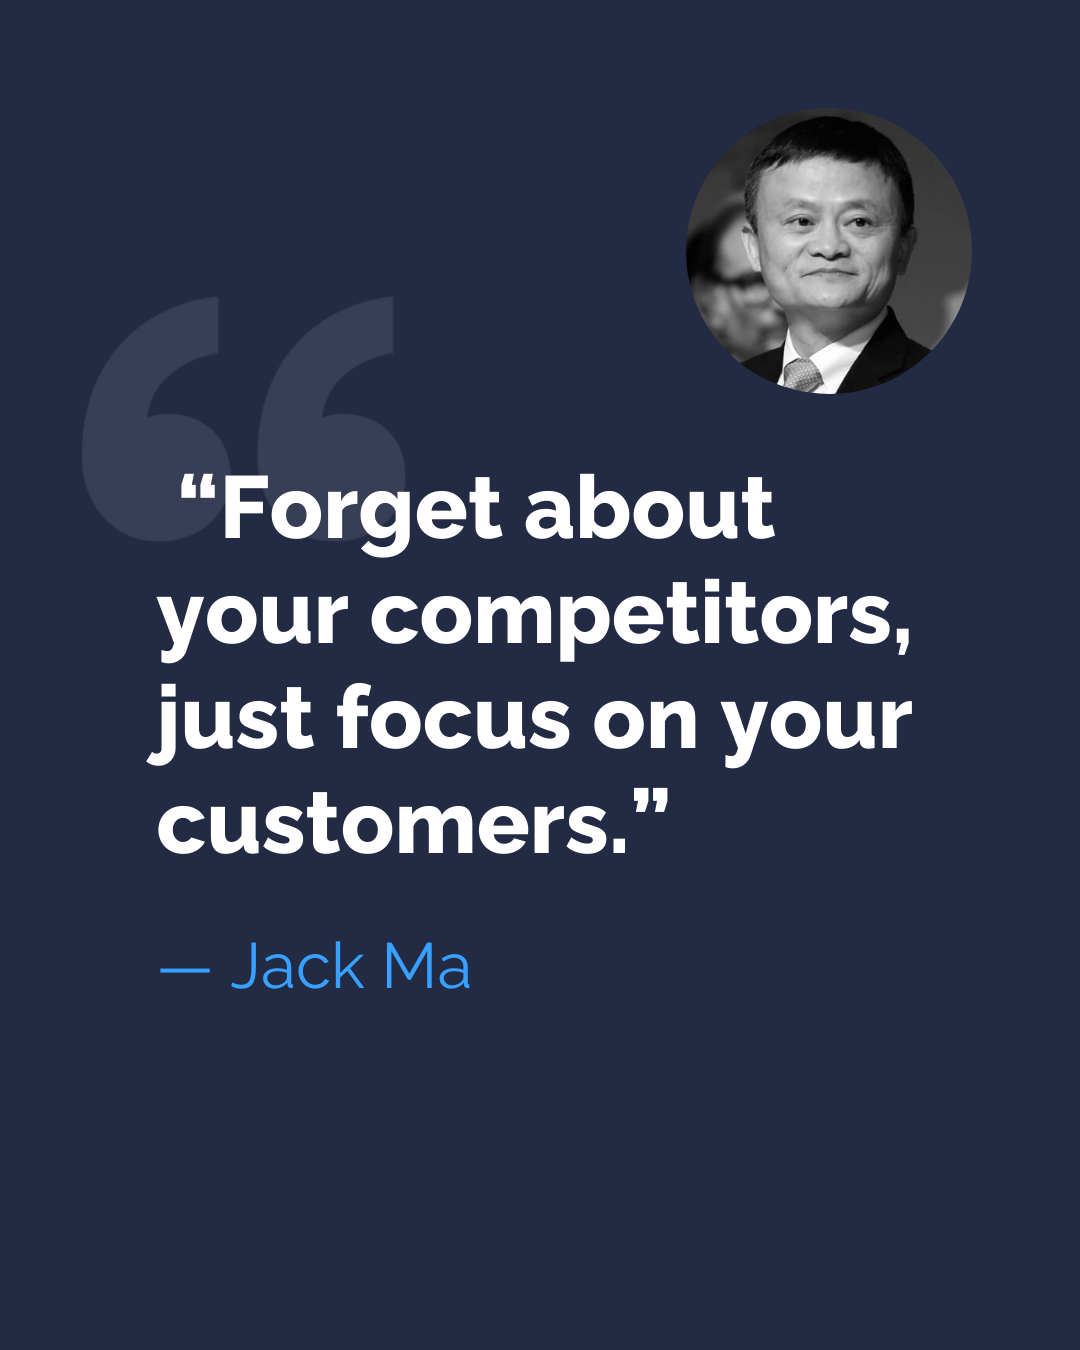 “Forget about
your competitors,
just focus on your
customers.”
— Jack Ma